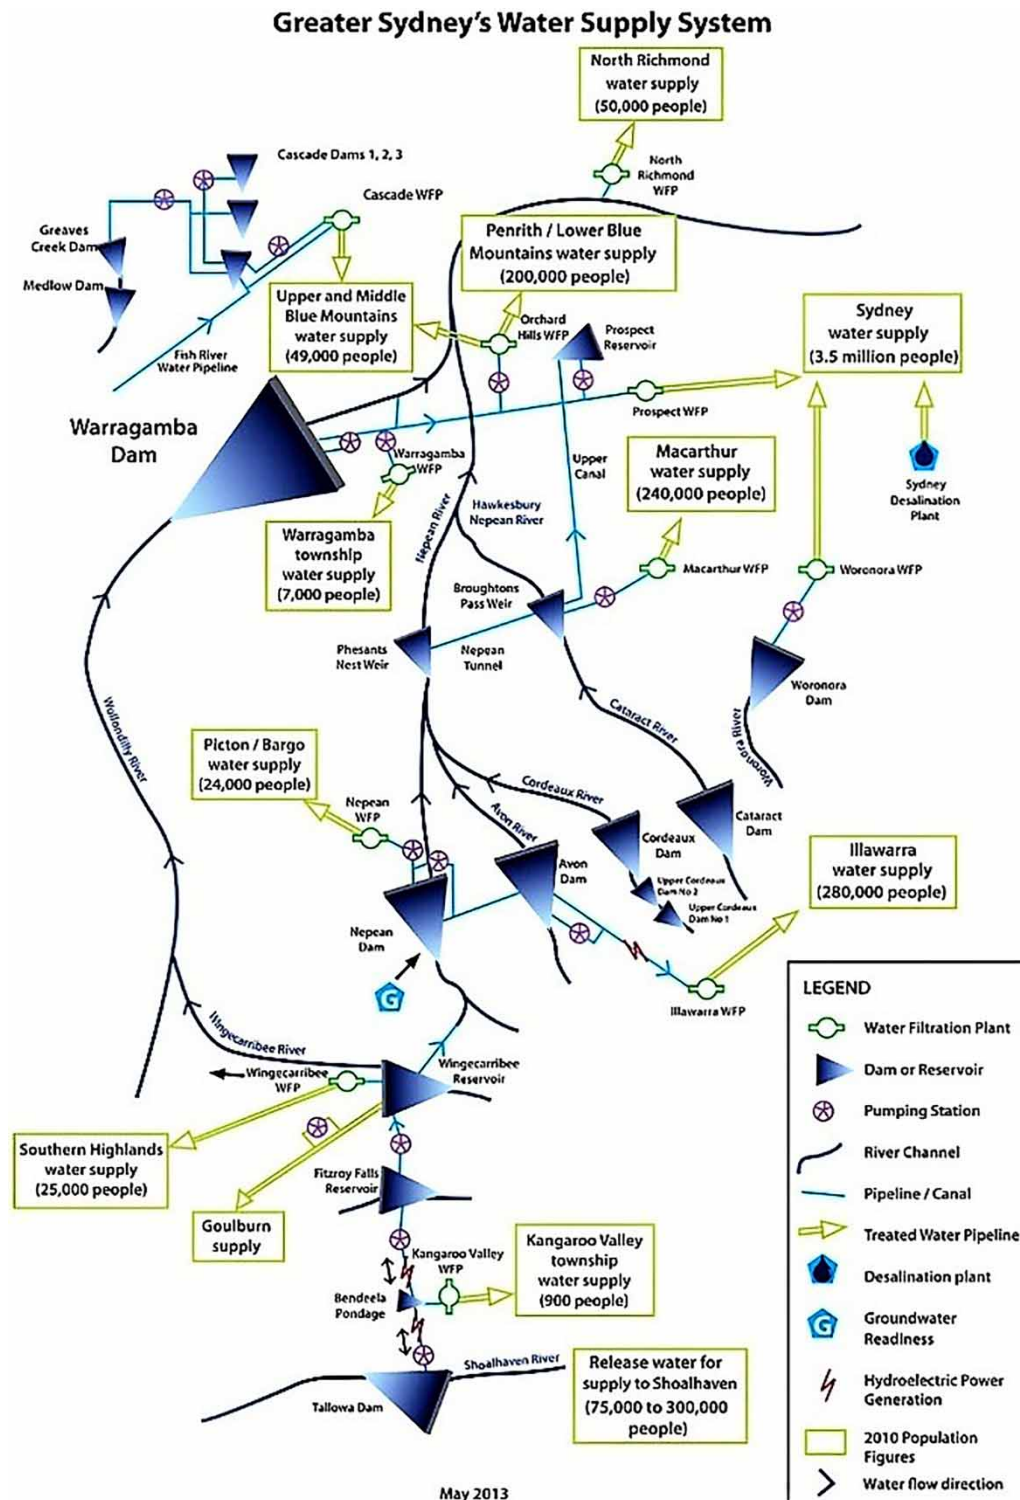 Greater Sydney's Water Supply System
North Richmond
water supply
(50,000 people)
Cascade Dams 1, 2, 3
North
Richmond
WFP
Cascade WFP
Greaves
Creek Dam
Medlow Dam
Penrith / Lower Blue
Mountains water supply
(200,000 people)
Upper and Middle
Blue Mountains
water supply
(49,000 people)
Orchard
Hills WFP
Prospect
Reservoir
Sydney
water supply
(3.5 million people)
Fish River
Water Pipeline
Prospect WFP
Warragamba
Dam
Warragamba
WFP
Upper
Canal
Macarthur
water supply
(240,000 people)
Sydney
Desalination
Plant
Nepean River
Hawkesbury
Nepean River
Warragamba
township
water supply
(7,000 people)
Broughtons
Pass Weir
Macarthur WFP
Woronora WFP
Phesants
Nest Weir
Nepean
Tunnel
Woronora
Dam
Woronora River
Wollondilly River
Cataract River
Picton / Bargo
water supply
(24,000 people)
Nepean
WFP
Cordeaux River
Avon River
Cataract
Dam
Cordeaux
Dam
Avon
Dam
Upper Cordeaux
Dam No 2
Upper Cordeaux
Dam No 1
Illawarra
water supply
(280,000 people)
Nepean
Dam
G
Illawarra WFP
Wingecarribee River
Wingecarribee
WFP
Wingecarribee
Reservoir
Southern Highlands
water supply
(25,000 people)
Fitzroy Falls
Reservoir
Goulburn
supply
Kangaroo Valley
WFP
Kangaroo Valley
township
water supply
(900 people)
Bendeela
Pondage
Shoalhaven River
Tallowa Dam
Release water for
supply to Shoalhaven
(75,000 to 300,000
people)
LEGEND
Water Filtration Plant
Dam or Reservoir
Pumping Station
River Channel
Pipeline / Canal
Treated Water Pipeline
Desalination plant
G
Groundwater
Readiness
Hydroelectric Power
Generation
2010 Population
Figures
Water flow direction
May 2013